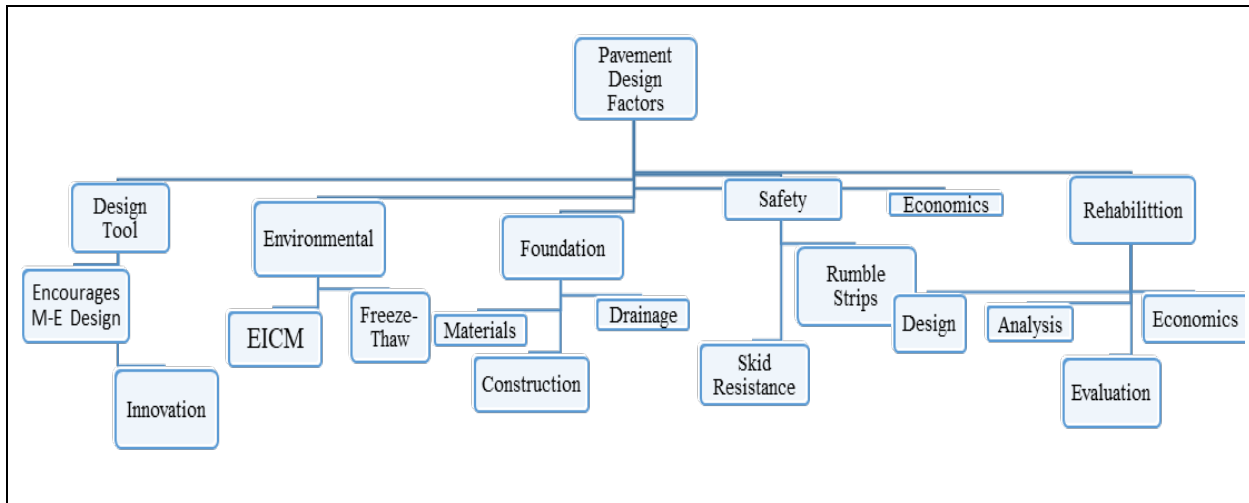 Pavement
Design
Factors
Design
Tool
Environmental
Foundation
Safety
Economics
Rehabilittion
Encourages
M-E Design
Innovation
EICM
Freeze-
Thaw
Materials
Drainage
Construction
Rumble
Strips
Skid
Resistance
Design
Analysis
Economics
Evaluation